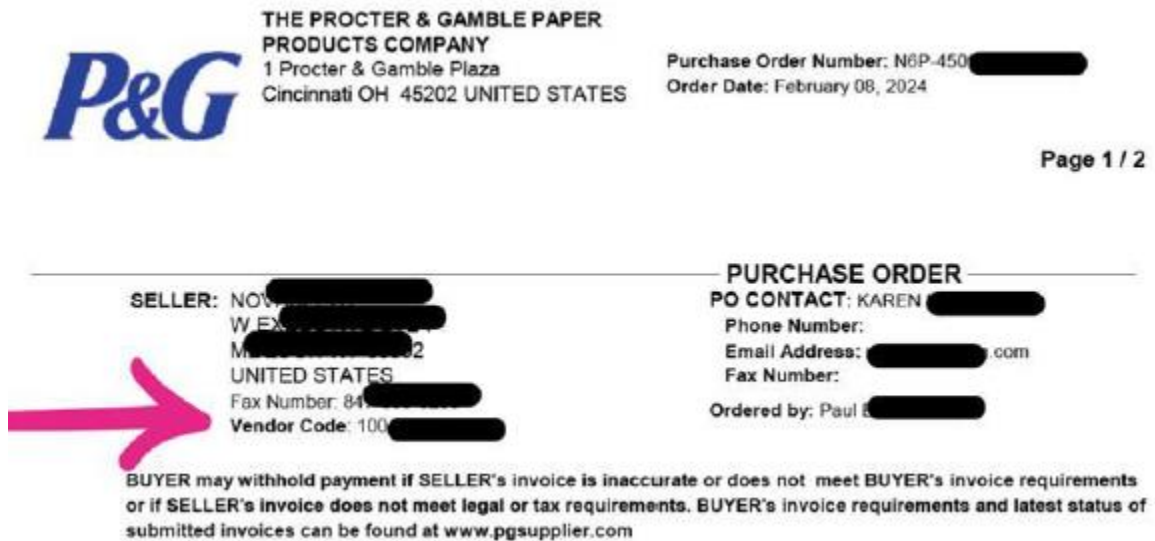 P&G
THE PROCTER & GAMBLE PAPER
PRODUCTS COMPANY
1 Procter & Gamble Plaza
Cincinnati OH 45202 UNITED STATES
Purchase Order Number: N6P-450
Order Date: February 08, 2024
Page 1 / 2
PURCHASE ORDER
SELLER:
W
UNITED STATES
Fax Number:
Vendor Code: 100
PO CONTACT: KAREN
Phone Number:
Email Address: .com
Fax Number:
Ordered by: Paul
BUYER may withhold payment if SELLER's invoice is inaccurate or does not meet BUYER's invoice requirements
or if SELLER's invoice does not meet legal or tax requirements. BUYER's invoice requirements and latest status of
submitted invoices can be found at www.pgsupplier.com